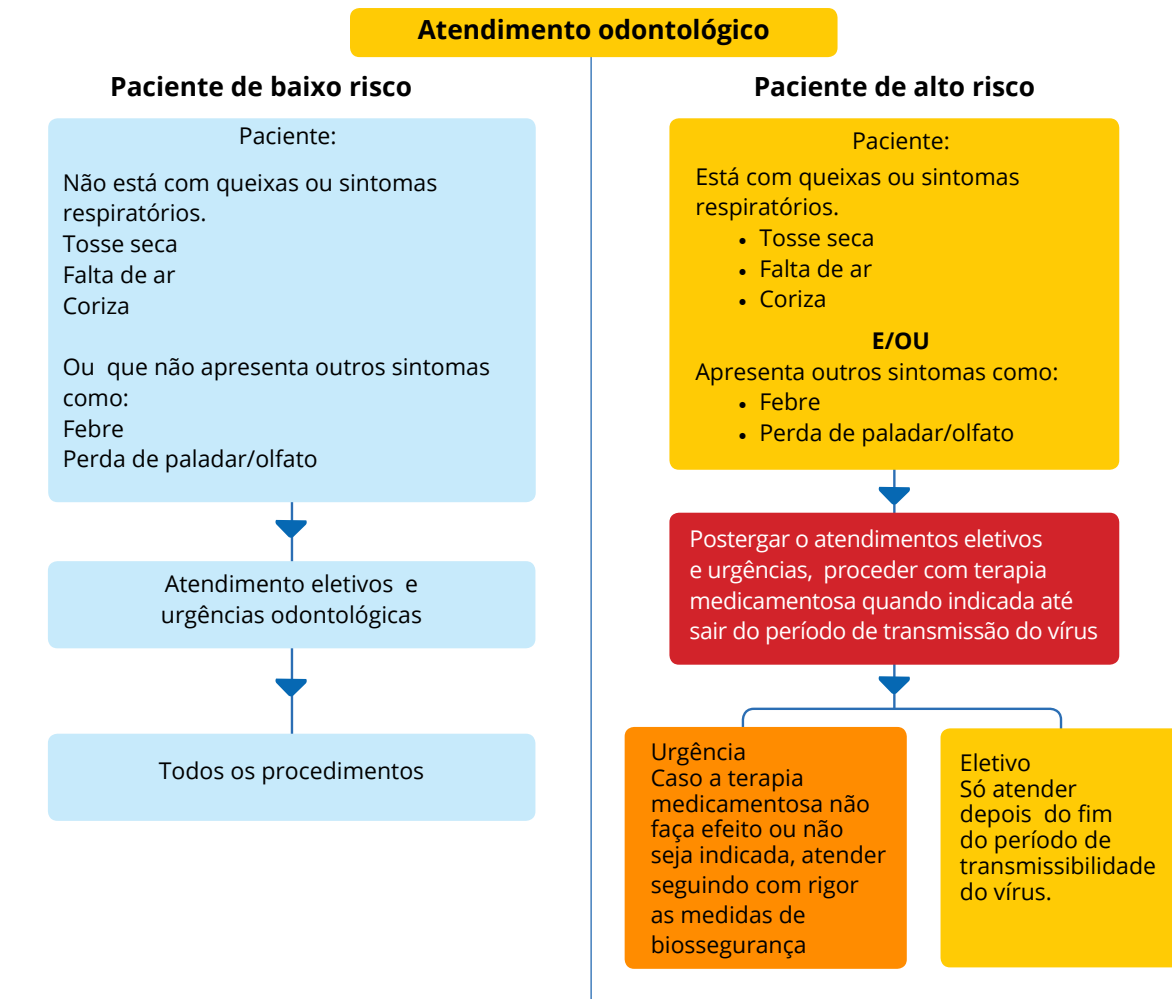 Atendimento odontológico
Paciente de baixo risco
Paciente:
Não está com queixas ou sintomas
respiratórios.
Tosse seca
Falta de ar
Coriza
Ou  que não apresenta outros sintomas
como:
Febre
Perda de paladar/olfato
Atendimento eletivos  e
urgências odontológicas
Todos os procedimentos
Paciente de alto risco
Paciente:
Está com queixas ou sintomas
respiratórios.
• Tosse seca
• Falta de ar
• Coriza
E/OU
Apresenta outros sintomas como:
• Febre
• Perda de paladar/olfato
Postergar o atendimentos eletivos
e urgências,  proceder com terapia
medicamentosa quando indicada até
sair do período de transmissão do vírus
Urgência
Caso a terapia
medicamentosa não
faça efeito ou não
seja indicada, atender
seguindo com rigor
as medidas de
biossegurança
Eletivo
Só atender
depois  do fim
do período de
transmissibilidade
do vírus.